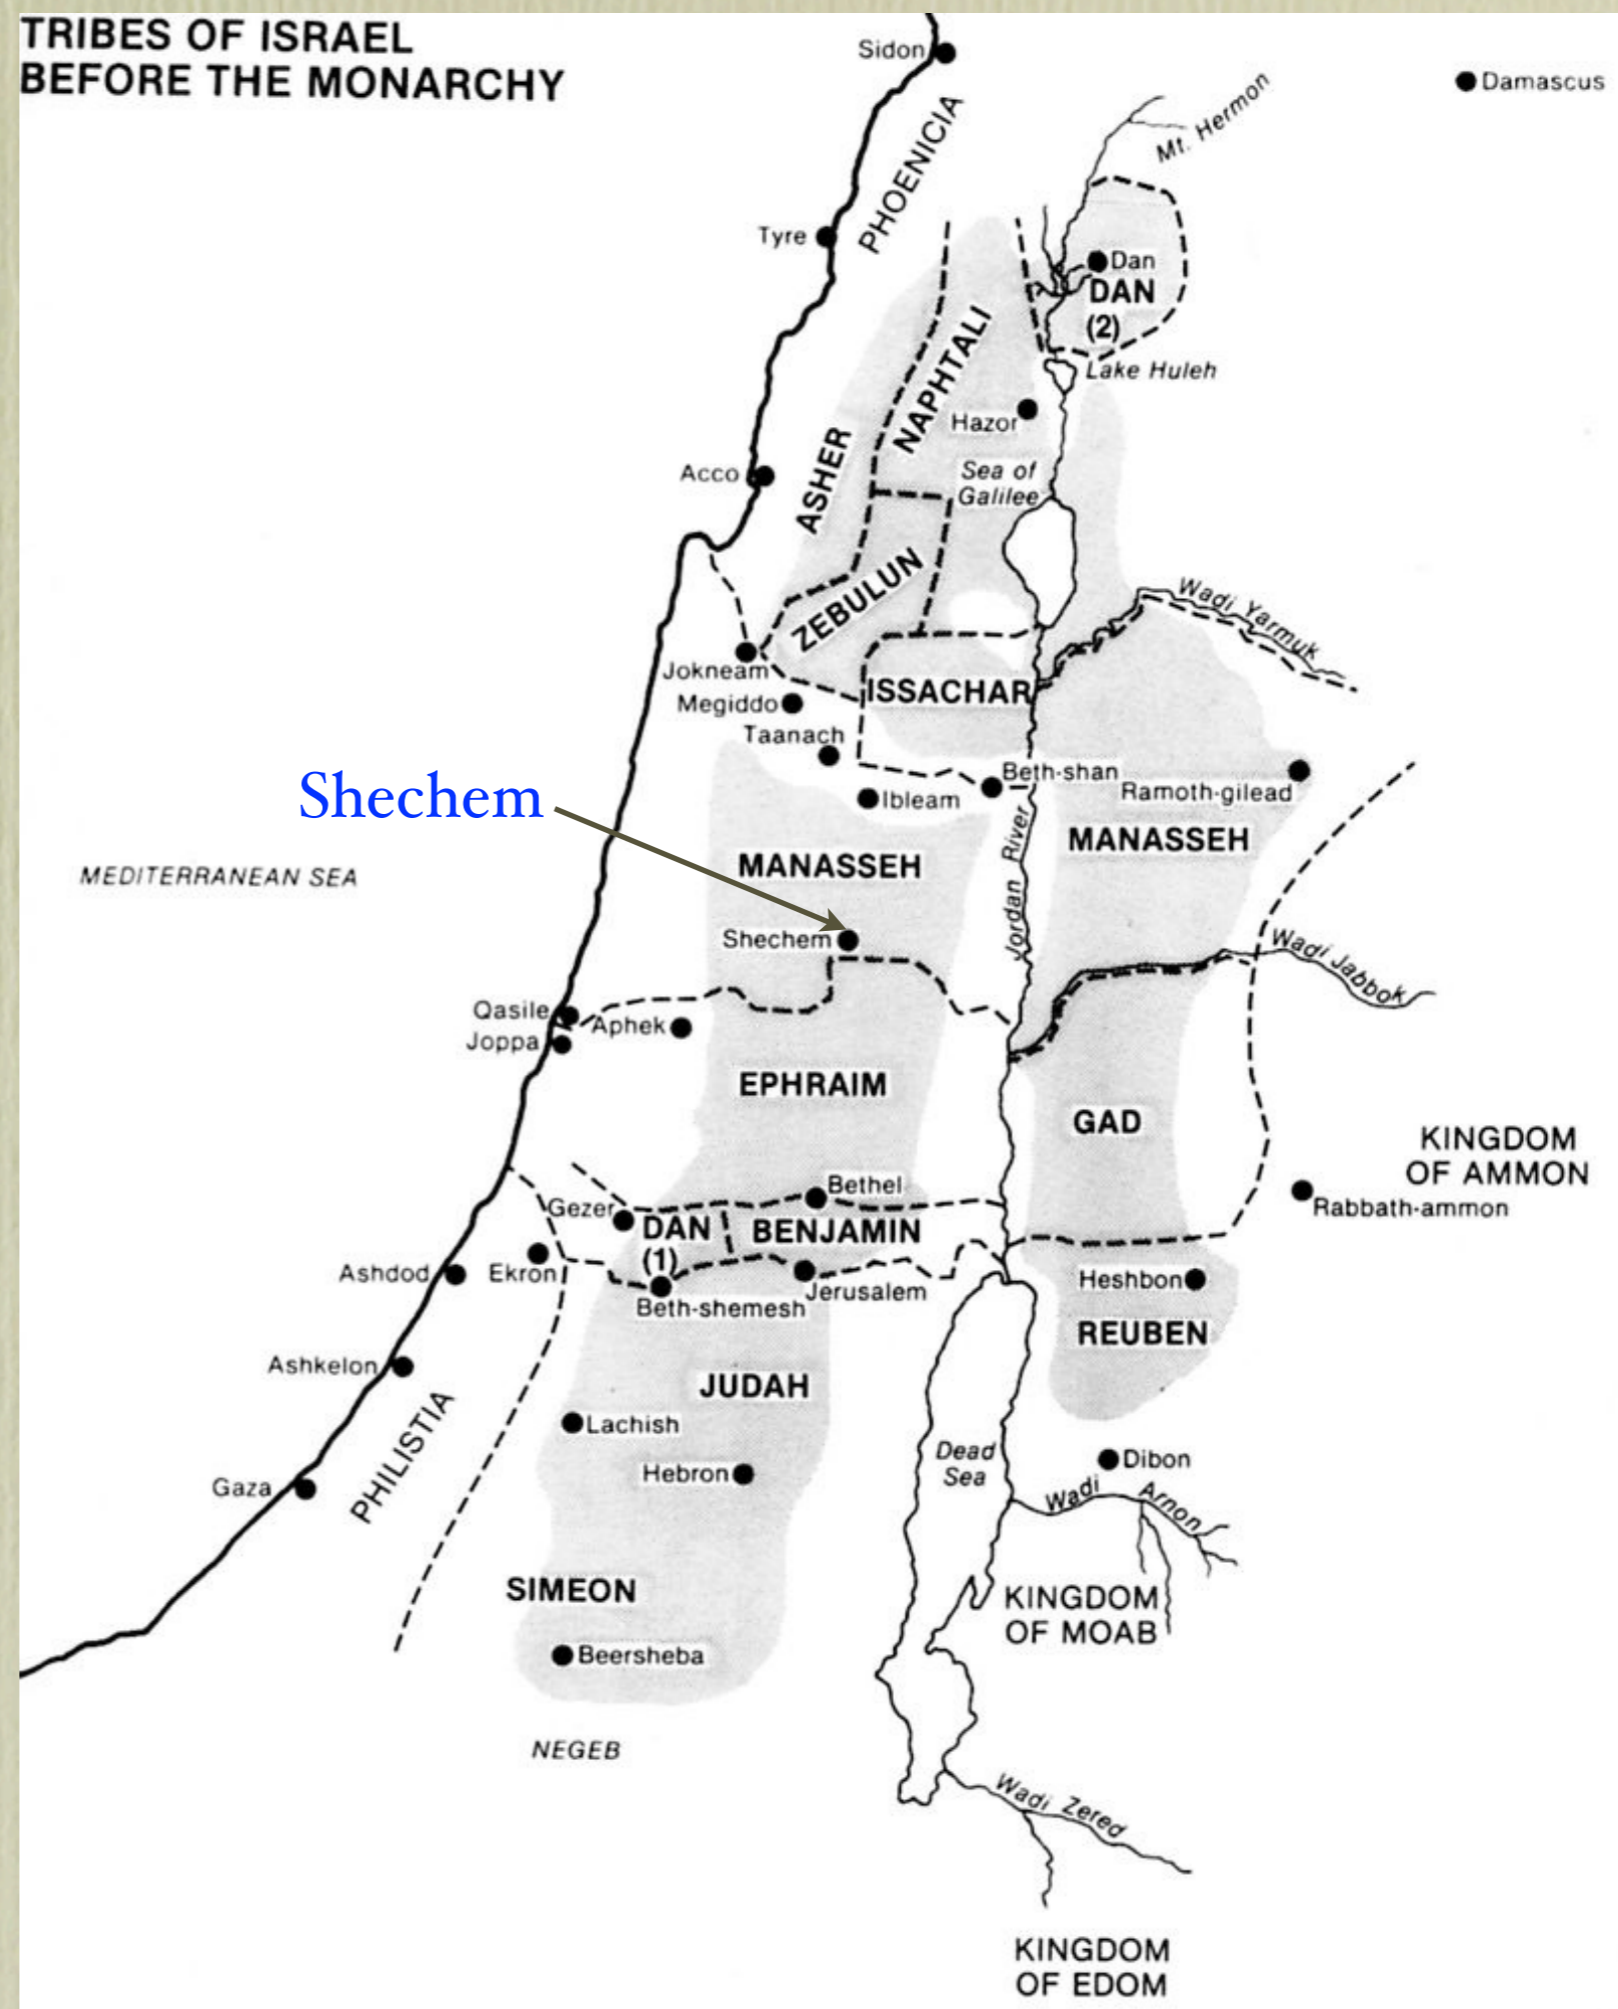 TRIBES OF ISRAEL
BEFORE THE MONARCHY
Sidon
Damascus
PHOENICIA
Mt. Hermon
Tyre
Dan
DAN
(2)
Lake Huleh
NAPHTALI
Hazor
ASHER
Sea of
Galilee
Acco
ZEBULUN
Wadi Yarmuk
Jokneam
ISSACHAR
Megiddo
Taanach
Beth-shan
Ramoth-gilead
Shechem
Ibleam
Jordan River
MANASSEH
MANASSEH
MEDITERRANEAN SEA
Shechem
Wadi Jabbok
Qasile
Aphek
Joppa
EPHRAIM
GAD
KINGDOM
OF AMMON
Bethel
Rabbath-ammon
Gezer
DAN
(1)
BENJAMIN
Ashdod
Ekron
Heshbon
Jerusalem
Beth-shemesh
REUBEN
Ashkelon
JUDAH
PHILISTIA
Lachish
Dead
Sea
Dibon
Hebron
Gaza
Wadi Arnon
SIMEON
KINGDOM
OF MOAB
Beersheba
NEGEB
Wadi Zered
KINGDOM
OF EDOM